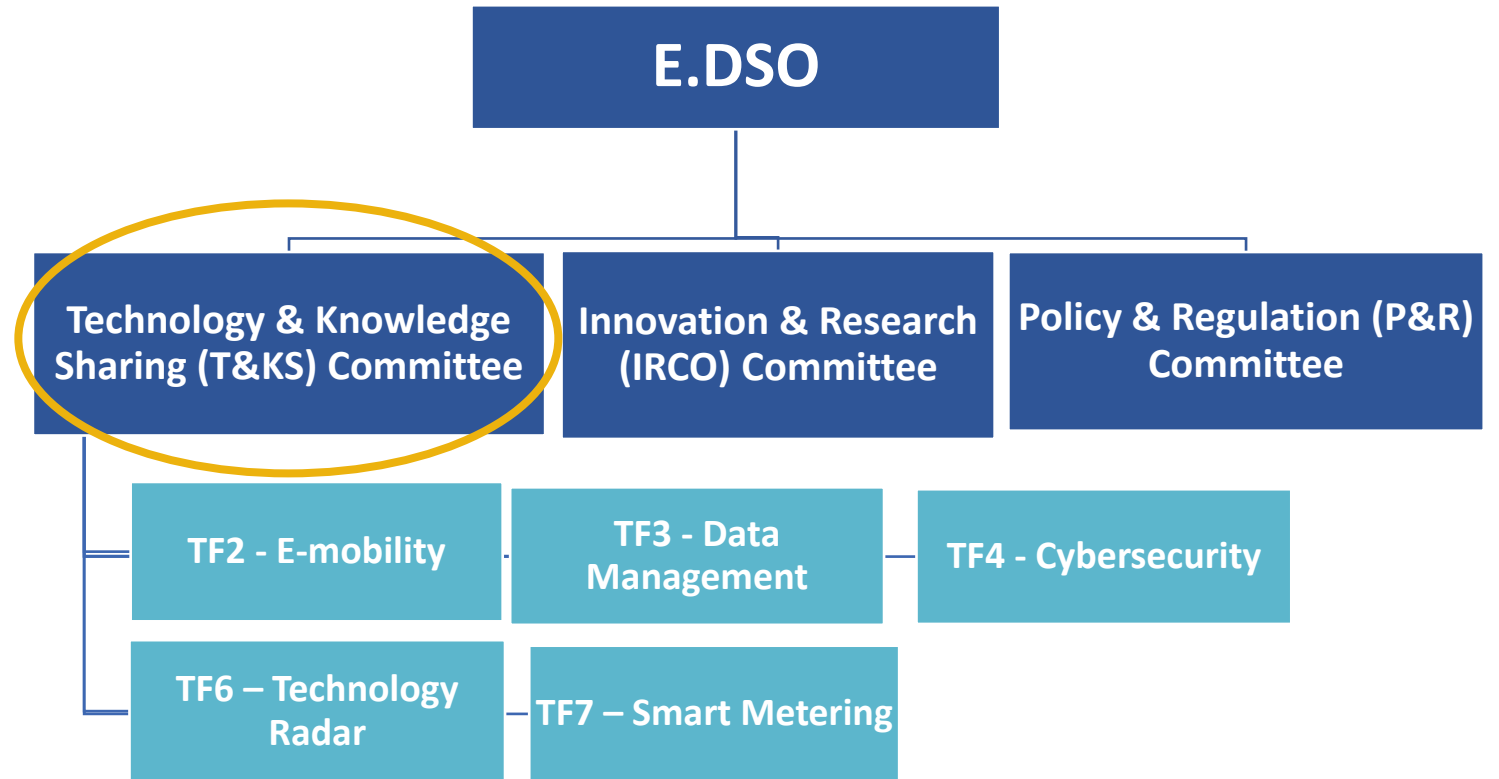 E.DSO
Technology & Knowledge
Sharing (T&KS) Committee
Innovation & Research
(IRCO) Committee
Policy & Regulation (P&R)
Committee
TF2 - E-mobility
TF3 - Data
Management
TF4 - Cybersecurity
TF6 – Technology
Radar
TF7 – Smart Metering